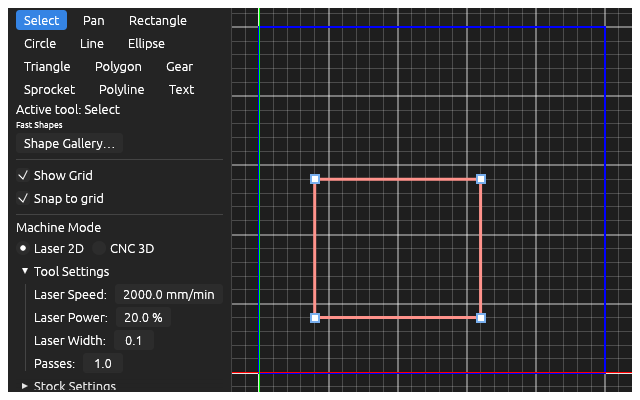 Select Pan Rectangle
Circle Line Ellipse
Triangle Polygon Gear
Sprocket Polyline Text
Active tool: Select
Fast Shapes
Shape Gallery...
Show Grid
Snap to grid
Machine Mode
Laser 2D CNC 3D
Tool Settings
Laser Speed: 2000.0 mm/min
Laser Power: 20.0 %
Laser Width: 0.1
Passes: 1.0
Stock Settings